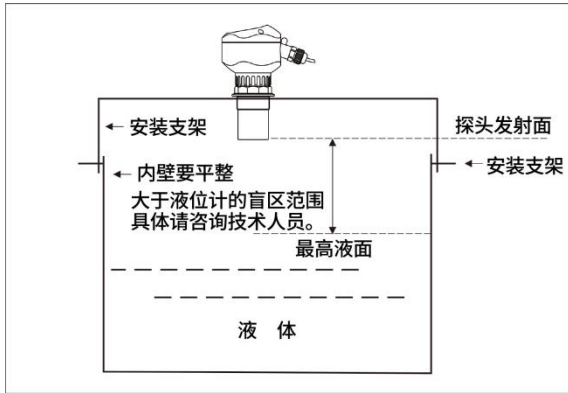 安装支架
探头发射面
内壁要平整
安装支架
大于液位计的盲区范围
具体请咨询技术人员。
最高液面
液 体